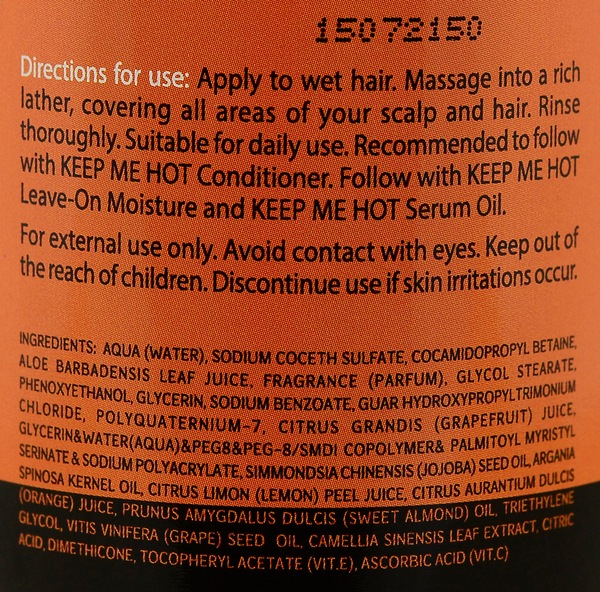 15072150
Directions for use: Apply to wet hair. Massage into a rich
lather, covering all areas of your scalp and hair. Rinse
thoroughly. Suitable for daily use. Recommended to follow
with KEEP ME HOT Conditioner. Follow with KEEP ME HOT
Leave-On Moisture and KEEP ME HOT Serum Oil.
For external use only. Avoid contact with eyes. Keep out of
the reach of children. Discontinue use if skin irritations occur.
INGREDIENTS: AQUA (WATER), SODIUM COCETH SULFATE, COCAMIDOPROPYL BETAINE,
ALOE BARBADENSIS LEAF JUICE, FRAGRANCE (PARFUM), GLYCOL STEARATE,
PHENOXYETHANOL, GLYCERIN, SODIUM BENZOATE, GUAR HYDROXYPROPYLTRIMONIUM
CHLORIDE, POLYQUATERNIUM-7, CITRUS GRANDIS (GRAPEFRUIT) JUICE,
GLYCERIN&WATER(AQUA)&PEG8&PEG-8/SMDI COPOLYMER& PALMITOYL MYRISTYL
SERINATE & SODIUM POLYACRYLATE, SIMMONDSIA CHINENSIS (JOJOBA) SEED OIL, ARGANIA
SPINOSA KERNEL OIL, CITRUS LIMON (LEMON) PEEL JUICE, CITRUS AURANTIUM DULCIS
(ORANGE) JUICE, PRUNUS AMYGDALUS DULCIS (SWEET ALMOND) OIL, TRIETHYLENE
GLYCOL, VITIS VINIFERA (GRAPE) SEED OIL, CAMELLIA SINENSIS LEAF EXTRACT, CITRIC
ACID, DIMETHICONE, TOCOPHERYL ACETATE (VIT.E), ASCORBIC ACID (VIT.C)